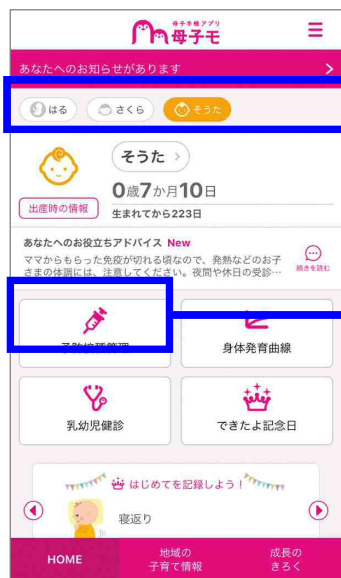 母子手帳アプリ
母子モ
あなたへのお知らせがあります
はる さくら そうた
そうた
0歳7か月10日
出産時の情報
生まれてから223日
あなたへのお役立ちアドバイス New
ママからもらった免疫が切れる頃なので、発熱などのお子
さまの体調には、注意してください。夜間や休日の受診…
続きを読む
予防接種管理
身体発育曲線
乳幼児健診
できたよ記念日
はじめてを記録しよう!
寝返り
HOME
地域の
子育て情報
成長の
きろく